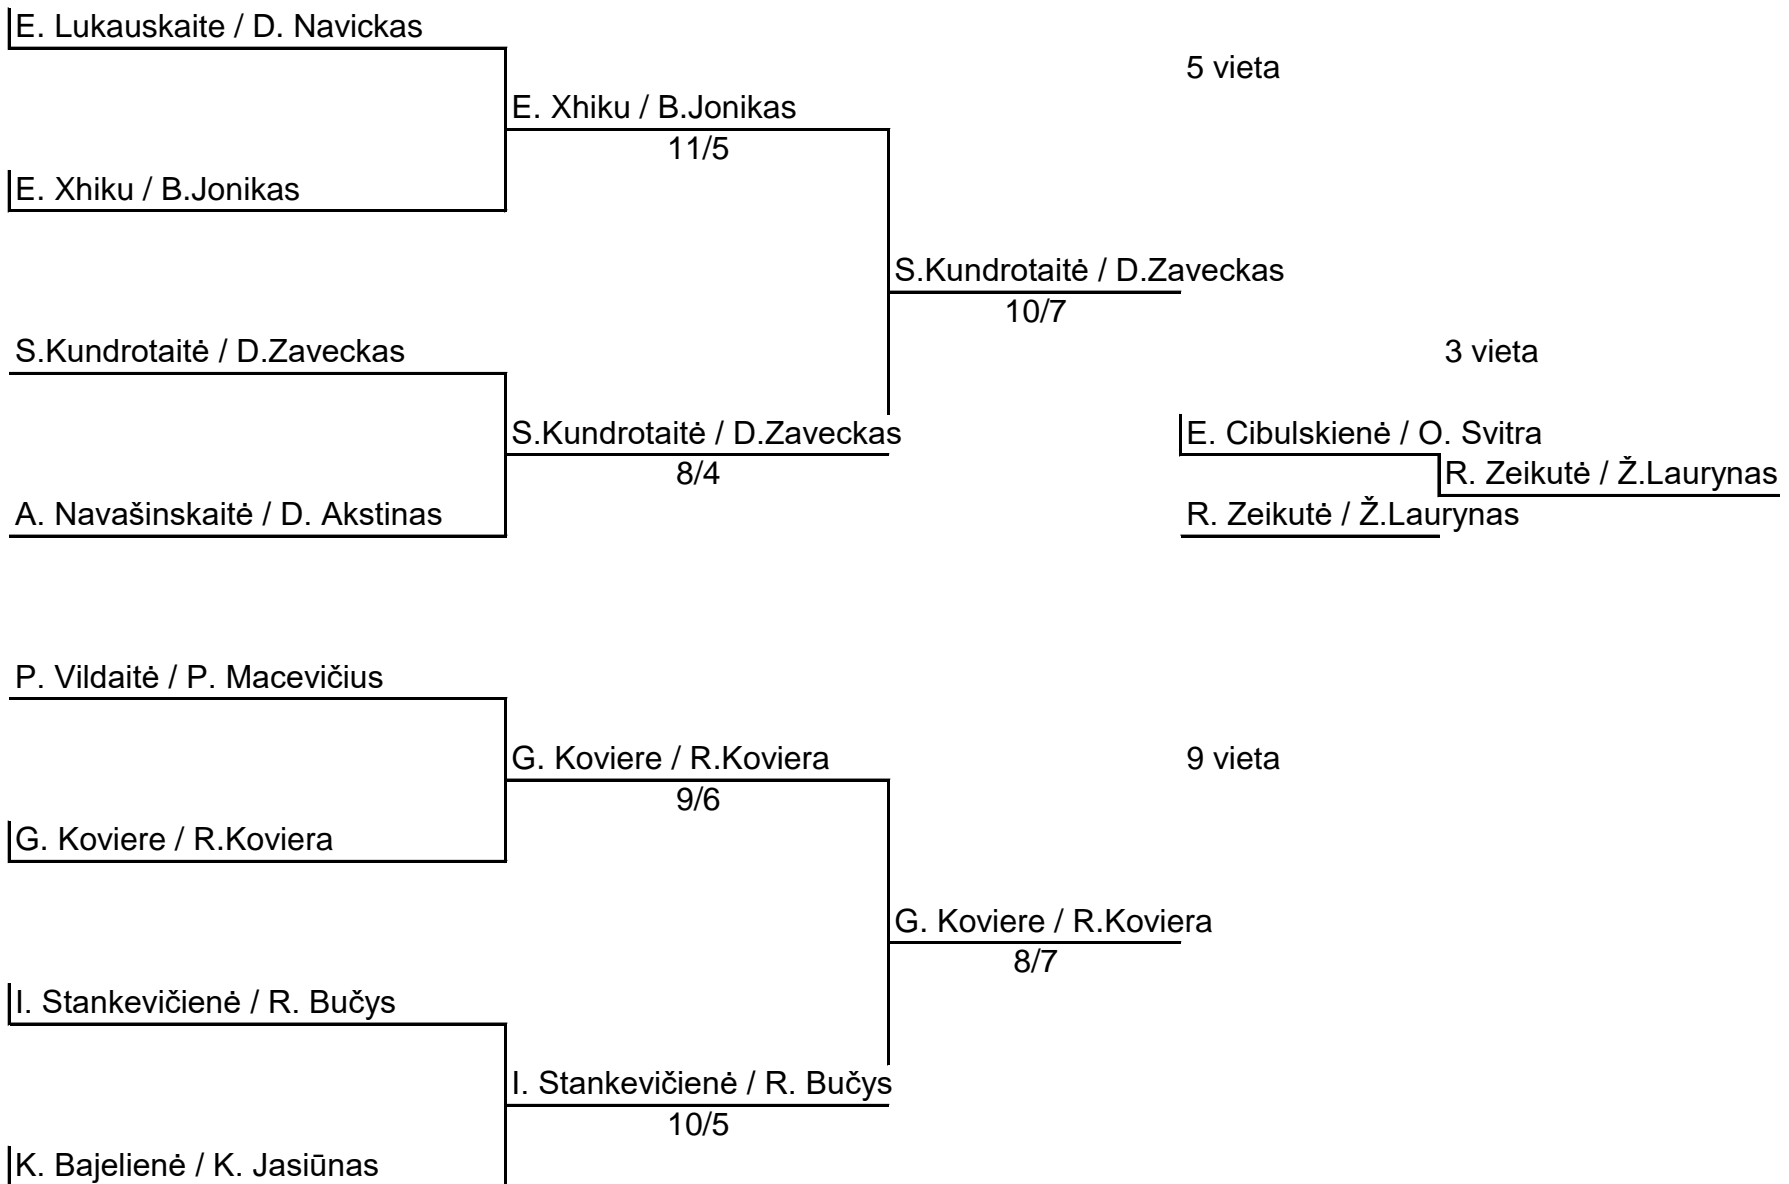 E. Lukauskaite / D. Navickas
5 vieta
E. Xhiku / B.Jonikas
11/5
E. Xhiku / B.Jonikas
S.Kundrotaitė / D.Zaveckas
10/7
S.Kundrotaitė / D.Zaveckas
3 vieta
S.Kundrotaitė / D.Zaveckas
E. Cibulskienė / O. Svitra
8/4
R. Zeikutė / Ž.Laurynas
A. Navašinskaitė / D. Akstinas
R. Zeikutė / Ž.Laurynas
P. Vildaitė / P. Macevičius
G. Koviere / R.Koviera
9 vieta
9/6
G. Koviere / R.Koviera
G. Koviere / R.Koviera
8/7
I. Stankevičienė / R. Bučys
I. Stankevičienė / R. Bučys
10/5
K. Bajelienė / K. Jasiūnas